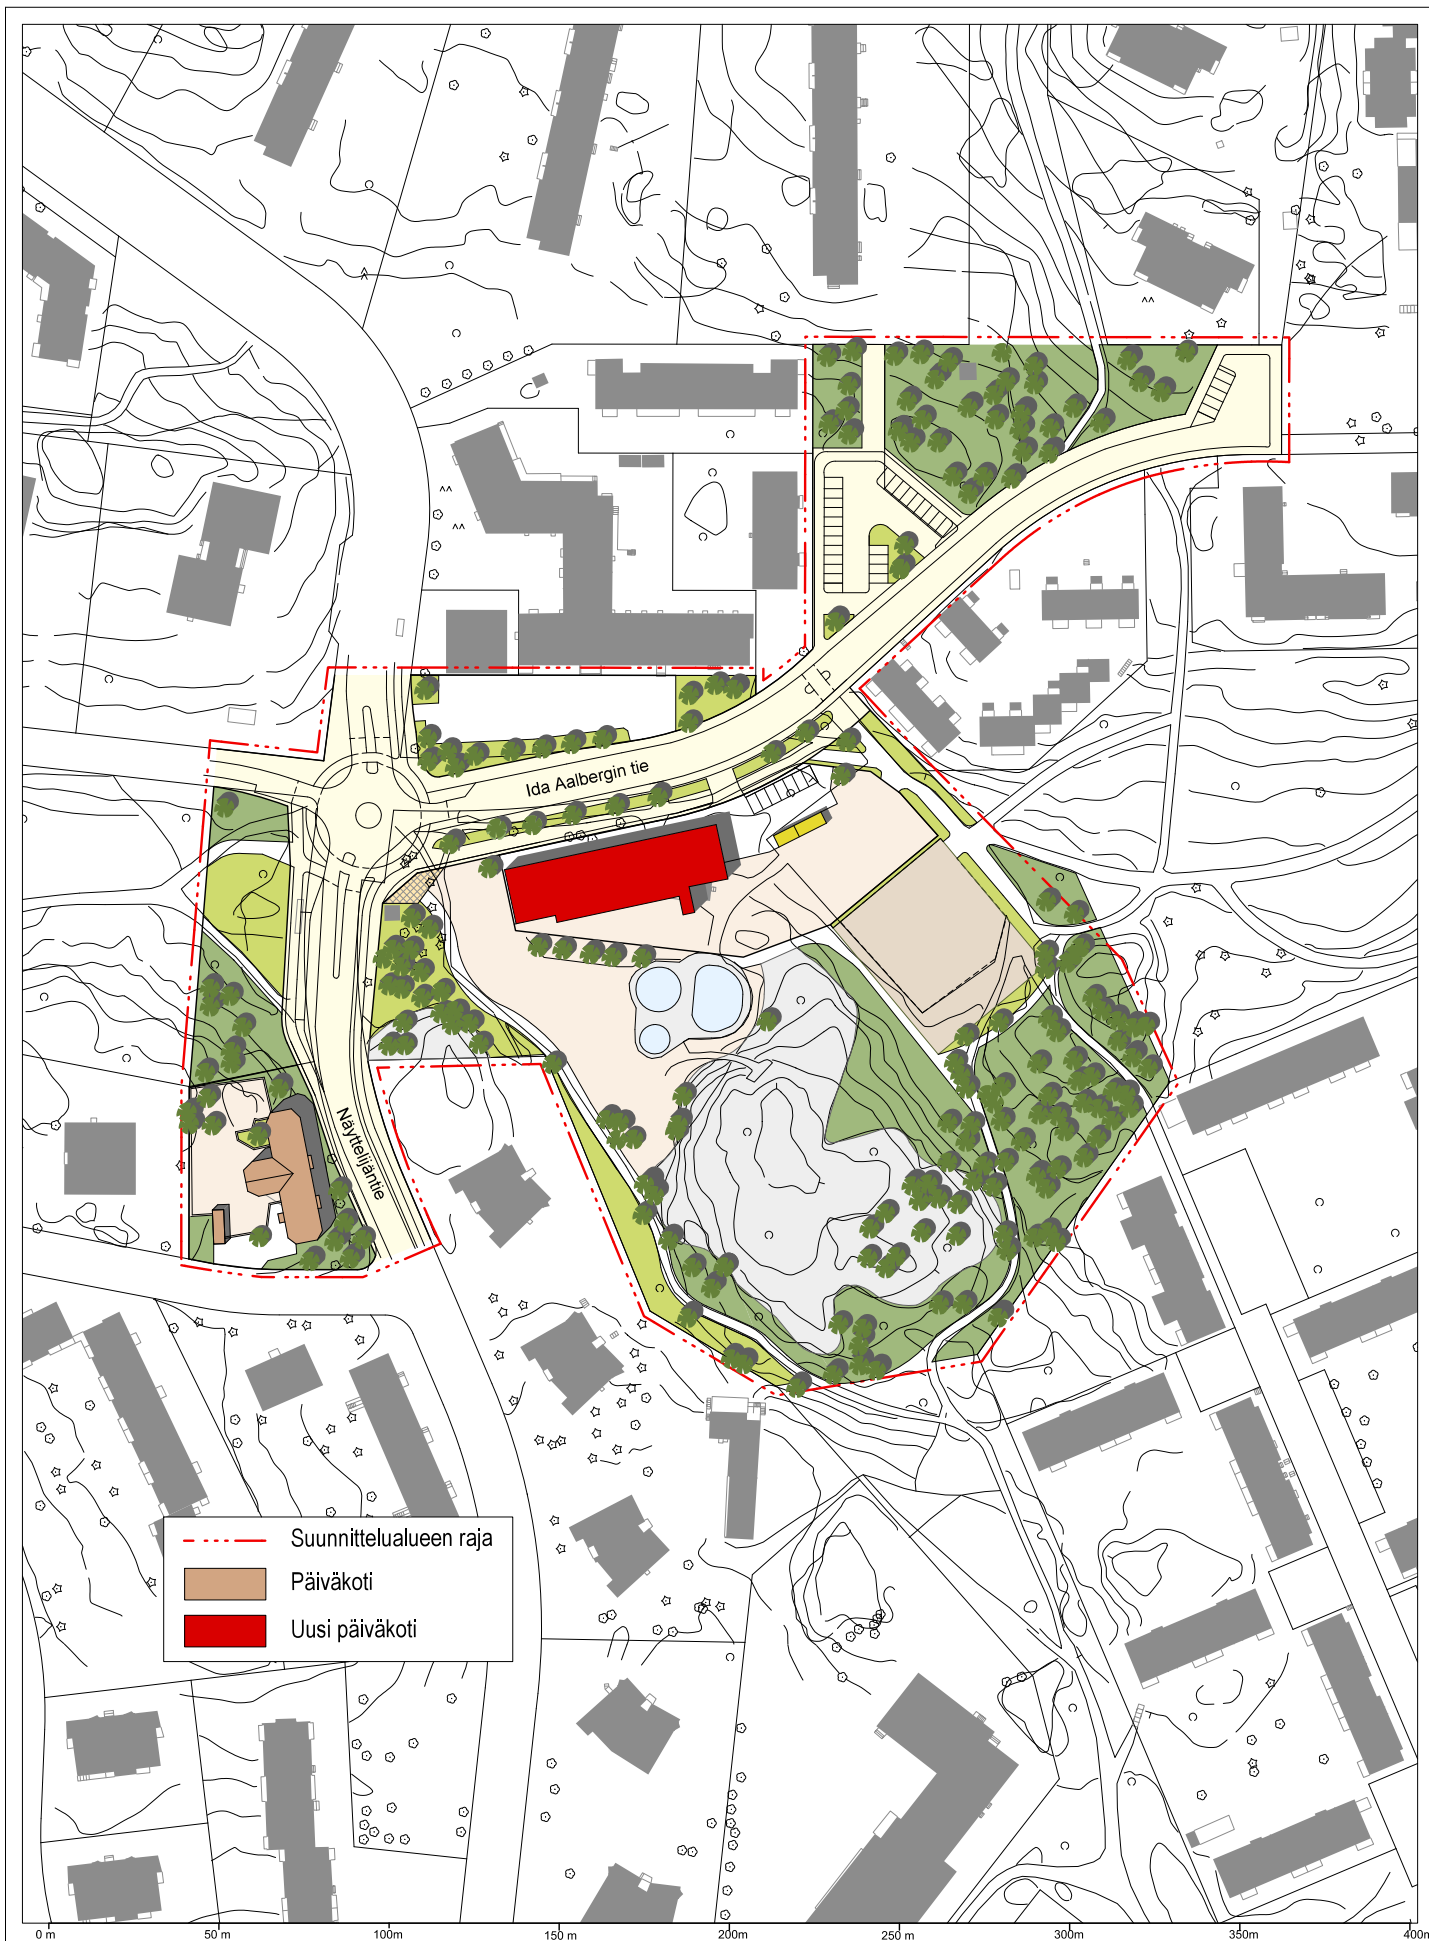 Ida Aalbergin tie
Näyttelijäntie
Suunnittelualueen raja
Päiväkoti
Uusi päiväkoti
0 m
50 m
100m
150 m
200m
250 m
300m
350m
400m